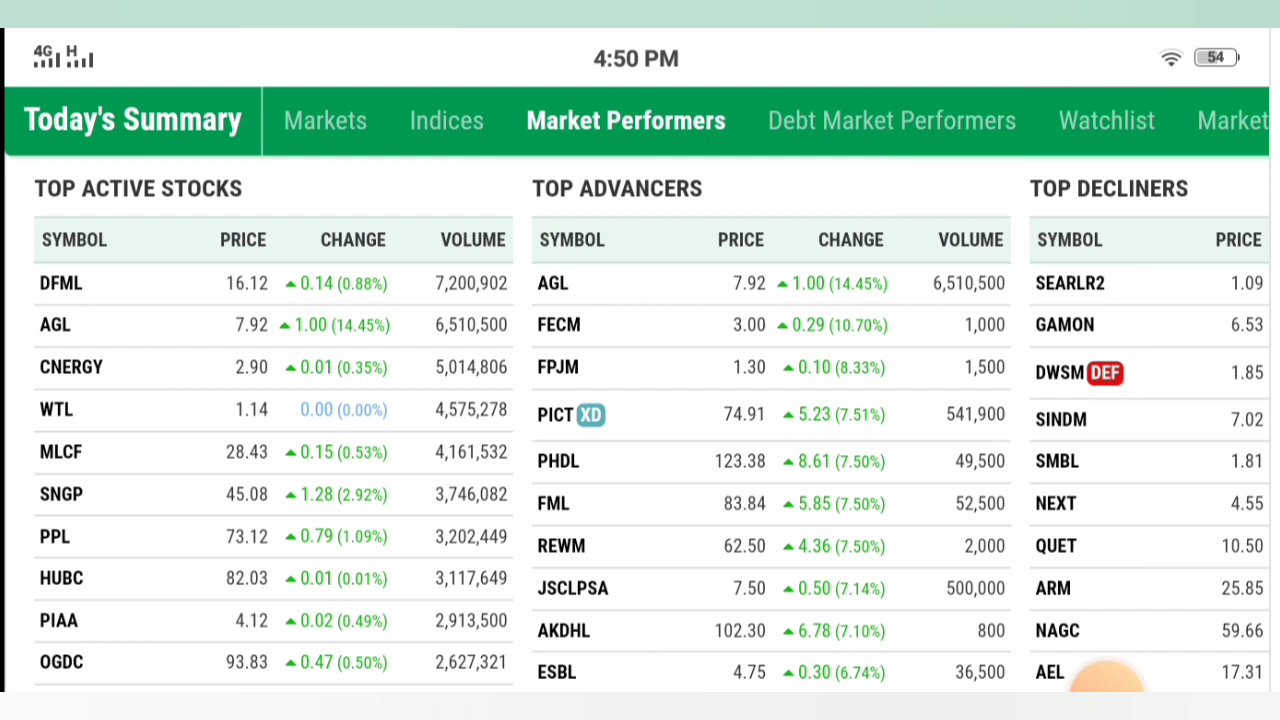 4G H 4:50 PM 54
Today's Summary Markets Indices Market Performers Debt Market Performers Watchlist Market
TOP ACTIVE STOCKS
SYMBOL PRICE CHANGE VOLUME
DFML 16.12 0.14 (0.88%) 7,200,902
AGL 7.92 1.00 (14.45%) 6,510,500
CNERGY 2.90 0.01 (0.35%) 5,014,806
WTL 1.14 0.00 (0.00%) 4,575,278
MLCF 28.43 0.15 (0.53%) 4,161,532
SNGP 45.08 1.28 (2.92%) 3,746,082
PPL 73.12 0.79 (1.09%) 3,202,449
HUBC 82.03 0.01 (0.01%) 3,117,649
PIAA 4.12 0.02 (0.49%) 2,913,500
OGDC 93.83 0.47 (0.50%) 2,627,321
TOP ADVANCERS
SYMBOL PRICE CHANGE VOLUME
AGL 7.92 1.00 (14.45%) 6,510,500
FECM 3.00 0.29 (10.70%) 1,000
FPJM 1.30 0.10 (8.33%) 1,500
PICT XD 74.91 5.23 (7.51%) 541,900
PHDL 123.38 8.61 (7.50%) 49,500
FML 83.84 5.85 (7.50%) 52,500
REWM 62.50 4.36 (7.50%) 2,000
JSCLPSA 7.50 0.50 (7.14%) 500,000
AKDHL 102.30 6.78 (7.10%) 800
ESBL 4.75 0.30 (6.74%) 36,500
TOP DECLINERS
SYMBOL PRICE
SEARLR2 1.09
GAMON 6.53
DWSM DEF 1.85
SINDM 7.02
SMBL 1.81
NEXT 4.55
QUET 10.50
ARM 25.85
NAGC 59.66
AEL 17.31